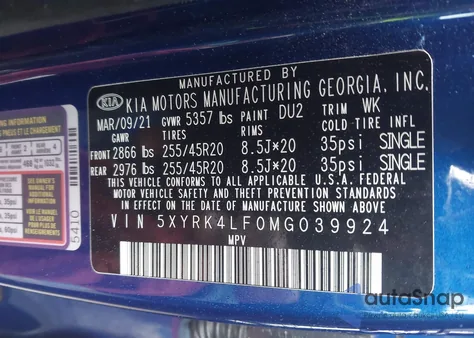 MANUFACTURED BY
KIA KIA MOTORS MANUFACTURING GEORGIA, INC.
MAR/09/21 GVWR 5357 lbs PAINT DU2 TRIM WK
GAWR TIRES RIMS COLD TIRE INFL
FRONT 2866 lbs 255/45R20 8.5J×20 35psi SINGLE
REAR 2976 lbs 255/45R20 8.5J×20 35psi SINGLE
THIS VEHICLE CONFORMS TO ALL APPLICABLE U.S.A. FEDERAL
MOTOR VEHICLE SAFETY AND THEFT PREVENTION STANDARDS
IN EFFECT ON THE DATE OF MANUFACTURE SHOWN ABOVE
VIN 5XYRK4LF0MG039924
MPV
5410
autoSnap